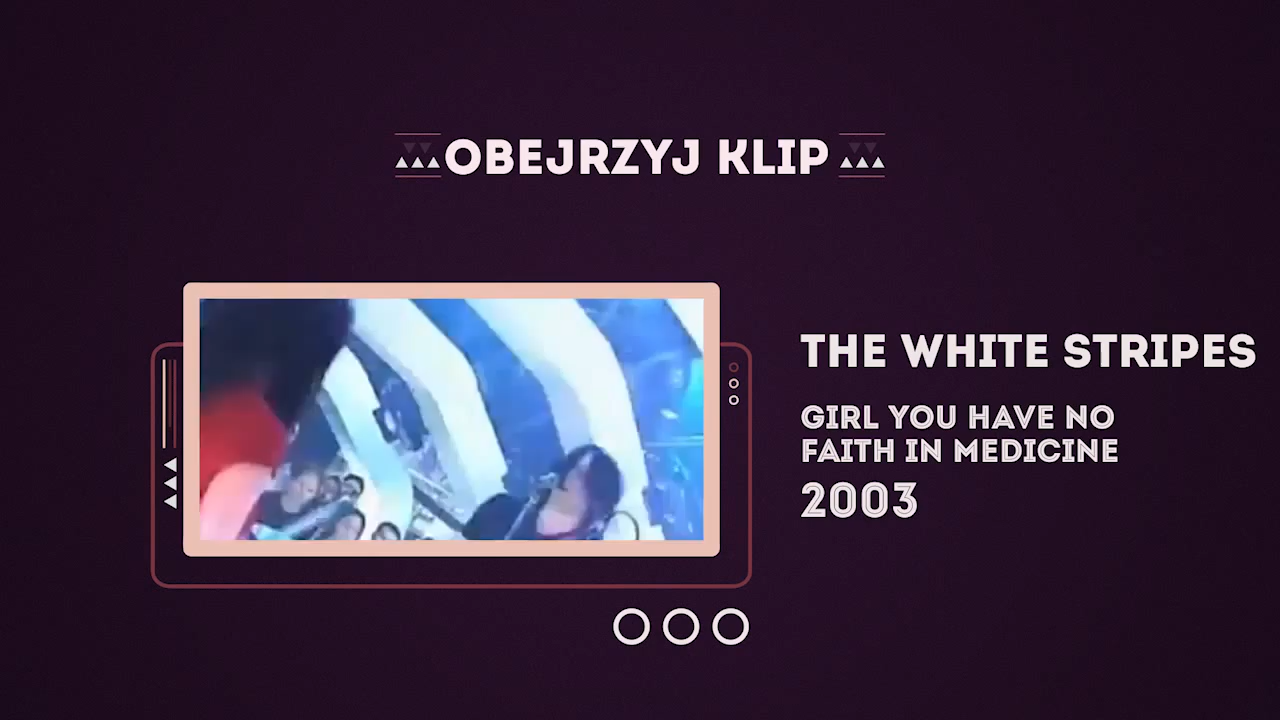 OBEJRZYJ KLIP
THE WHITE STRIPES
GIRL YOU HAVE NO
FAITH IN MEDICINE
2003